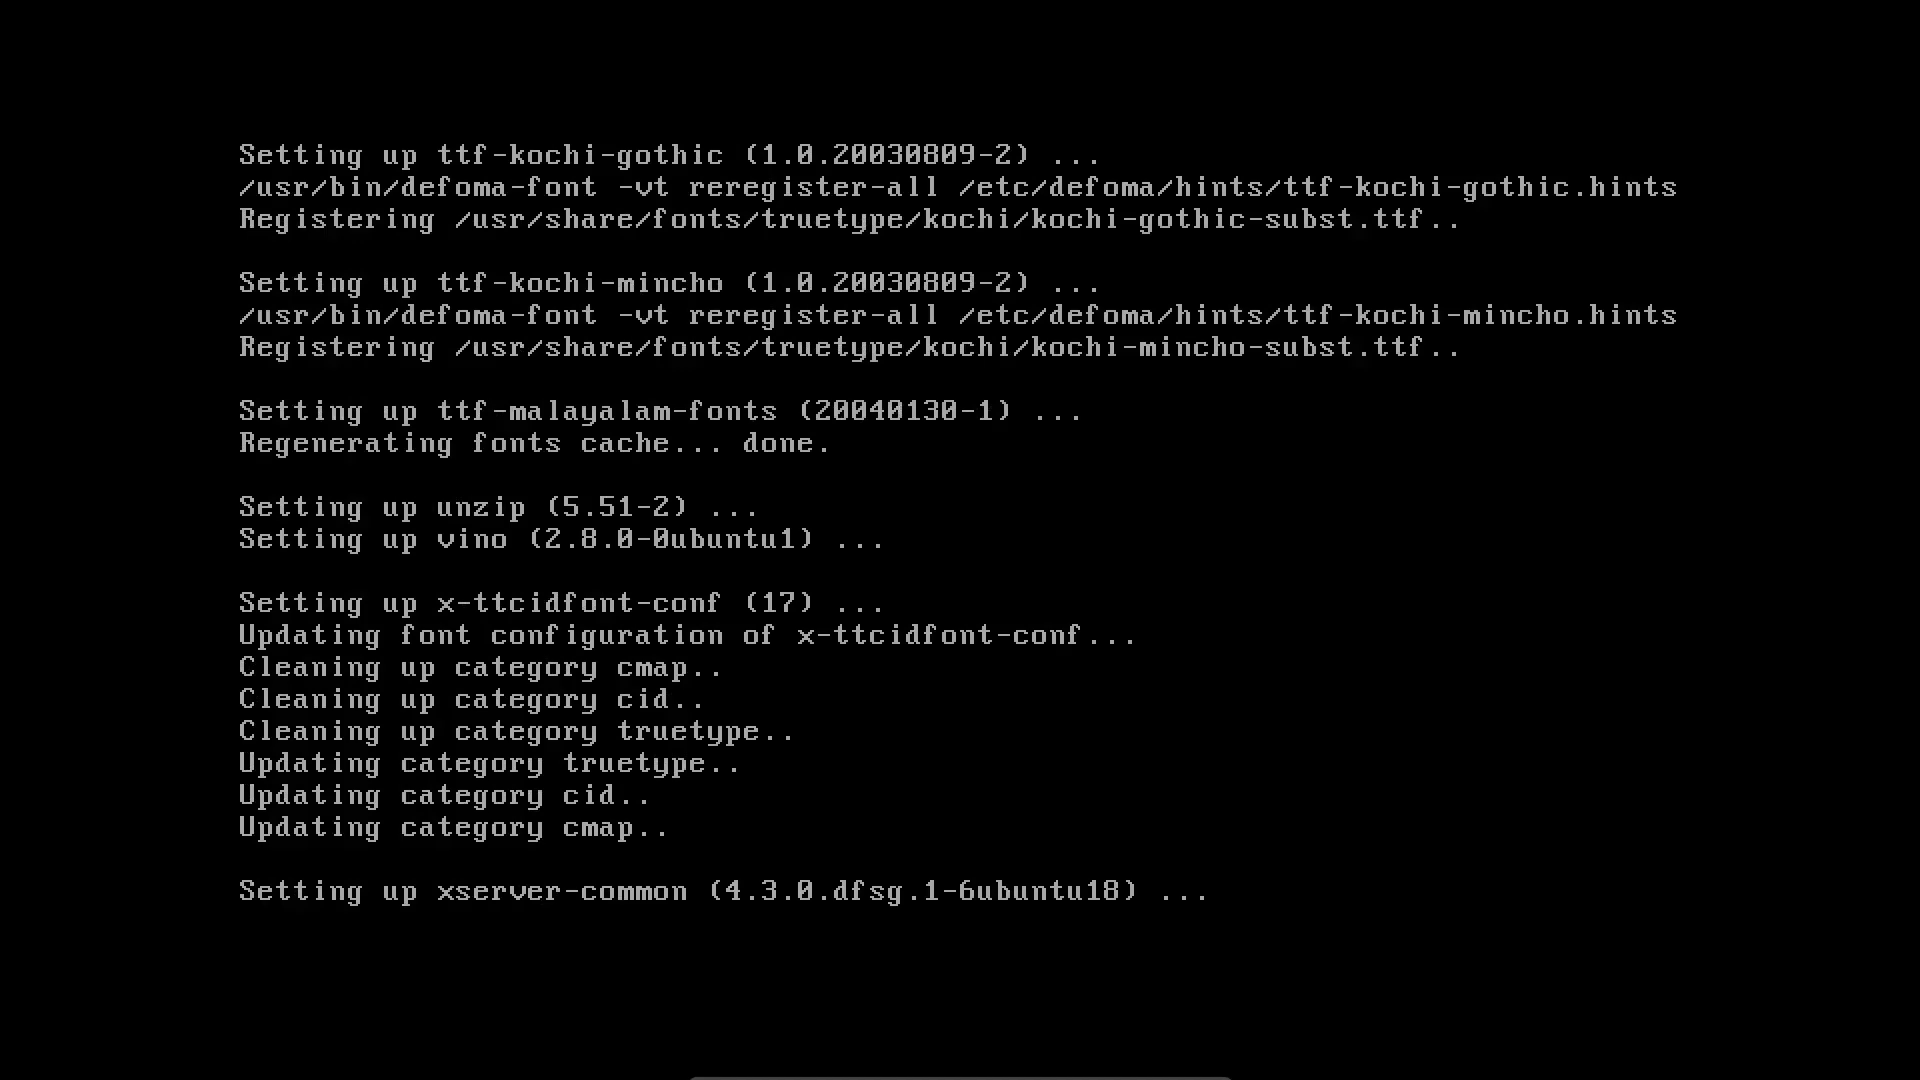 Setting up ttf-kochi-gothic (1.0.20030809-2) ...
/usr/bin/defoma-font -vt reregister-all /etc/defoma/hints/ttf-kochi-gothic.hints
Registering /usr/share/fonts/truetype/kochi/kochi-gothic-subst.ttf..
Setting up ttf-kochi-mincho (1.0.20030809-2) ...
/usr/bin/defoma-font -vt reregister-all /etc/defoma/hints/ttf-kochi-mincho.hints
Registering /usr/share/fonts/truetype/kochi/kochi-mincho-subst.ttf..
Setting up ttf-malayalam-fonts (20040130-1) ...
Regenerating fonts cache... done.
Setting up unzip (5.51-2) ...
Setting up vino (2.8.0-0ubuntu1) ...
Setting up x-ttcidfont-conf (17) ...
Updating font configuration of x-ttcidfont-conf...
Cleaning up category cmap..
Cleaning up category cid..
Cleaning up category truetype..
Updating category truetype..
Updating category cid..
Updating category cmap..
Setting up xserver-common (4.3.0.dfsg.1-6ubuntu18) ...